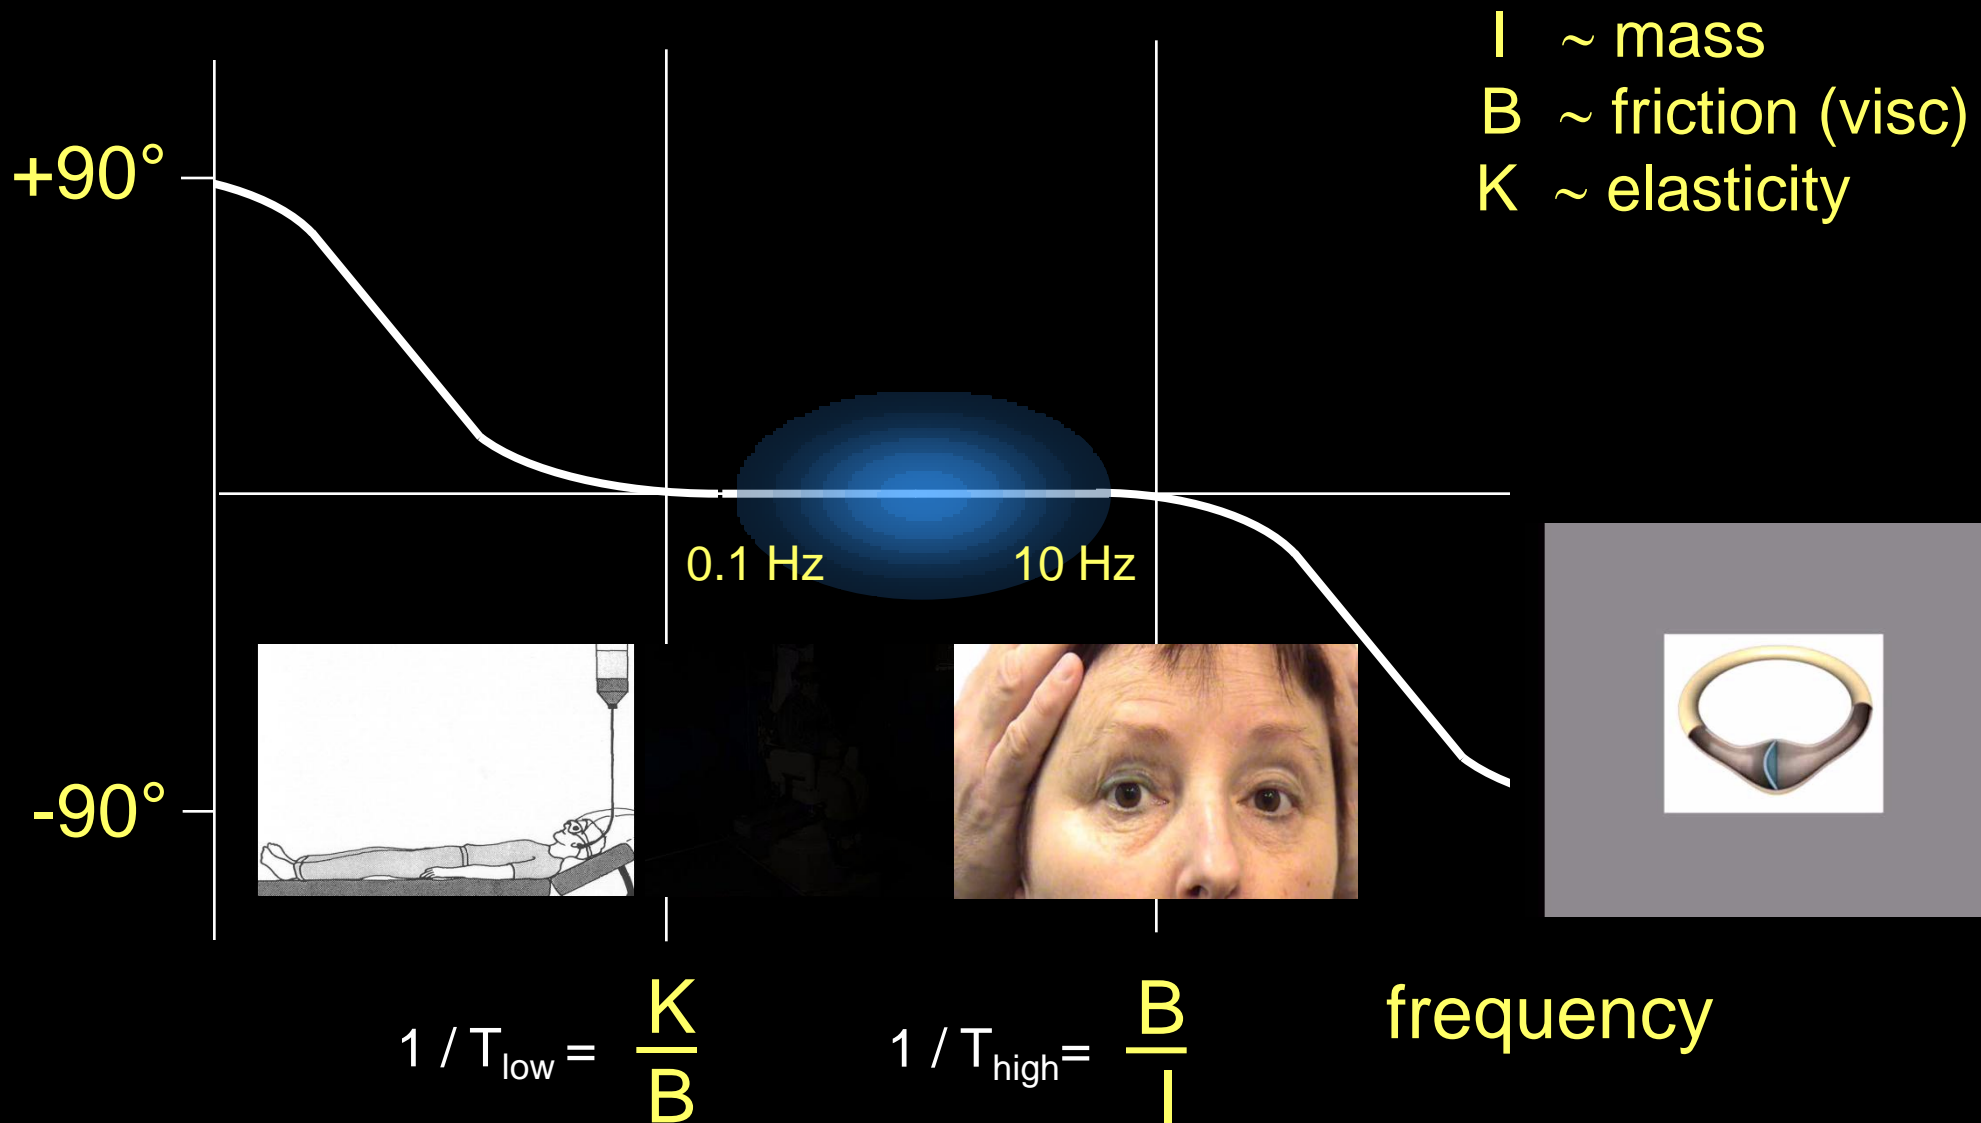 I ~ mass
B ~ friction (visc)
K ~ elasticity
+90°
0.1 Hz
10 Hz
-90°
1 / Tlow = K/B
1 / Thigh= B/I
frequency